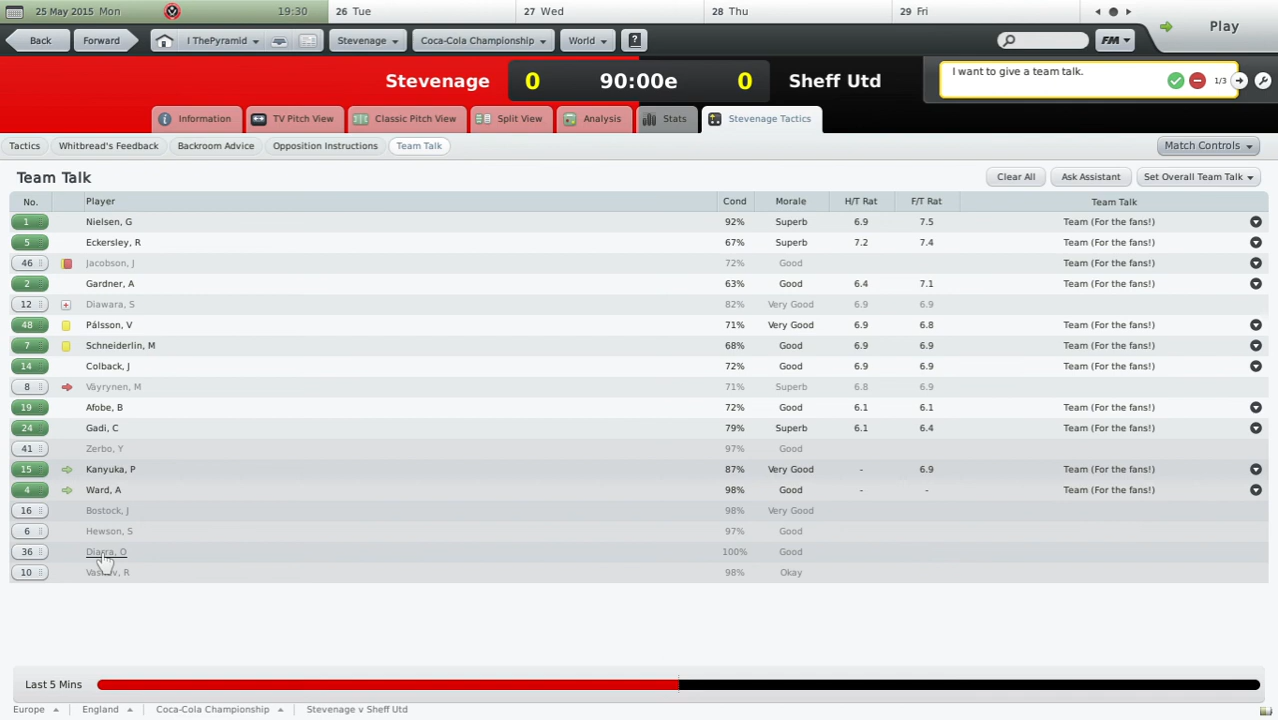 25 May 2015 Mon 19:30 26 Tue 27 Wed 28 Thu 29 Fri
Back Forward I ThePyramid Stevenage Coca-Cola Championship World ? FM Play
Stevenage 0 90:00e 0 Sheff Utd
I want to give a team talk. 1/3
Information TV Pitch View Classic Pitch View Split View Analysis Stats Stevenage Tactics
Tactics Whitbread's Feedback Backroom Advice Opposition Instructions Team Talk Match Controls
Team Talk Clear All Ask Assistant Set Overall Team Talk
No. Player Cond Morale H/T Rat F/T Rat Team Talk
1 Nielsen, G 92% Superb 6.9 7.5 Team (For the fans!)
5 Eckersley, R 67% Superb 7.2 7.4 Team (For the fans!)
46 Jacobson, J 72% Good Team (For the fans!)
2 Gardner, A 63% Good 6.4 7.1 Team (For the fans!)
12 Diawara, S 82% Very Good 6.9 6.9 Team (For the fans!)
48 Pálsson, V 71% Very Good 6.9 6.8 Team (For the fans!)
7 Schneiderlin, M 68% Good 6.9 6.9 Team (For the fans!)
14 Colback, J 72% Good 6.9 6.9 Team (For the fans!)
8 Väyrynen, M 71% Superb 6.8 6.9 Team (For the fans!)
19 Afobe, B 72% Good 6.1 6.1 Team (For the fans!)
24 Gadi, C 79% Superb 6.1 6.4 Team (For the fans!)
41 Zerbo, Y 97% Good
15 Kanyuka, P 87% Very Good - 6.9 Team (For the fans!)
4 Ward, A 98% Good - - Team (For the fans!)
16 Bostock, J 98% Very Good
6 Hewson, S 97% Good
36 Diarra, O 100% Good
10 R 98% Okay
Last 5 Mins
Europe England Coca-Cola Championship Stevenage v Sheff Utd